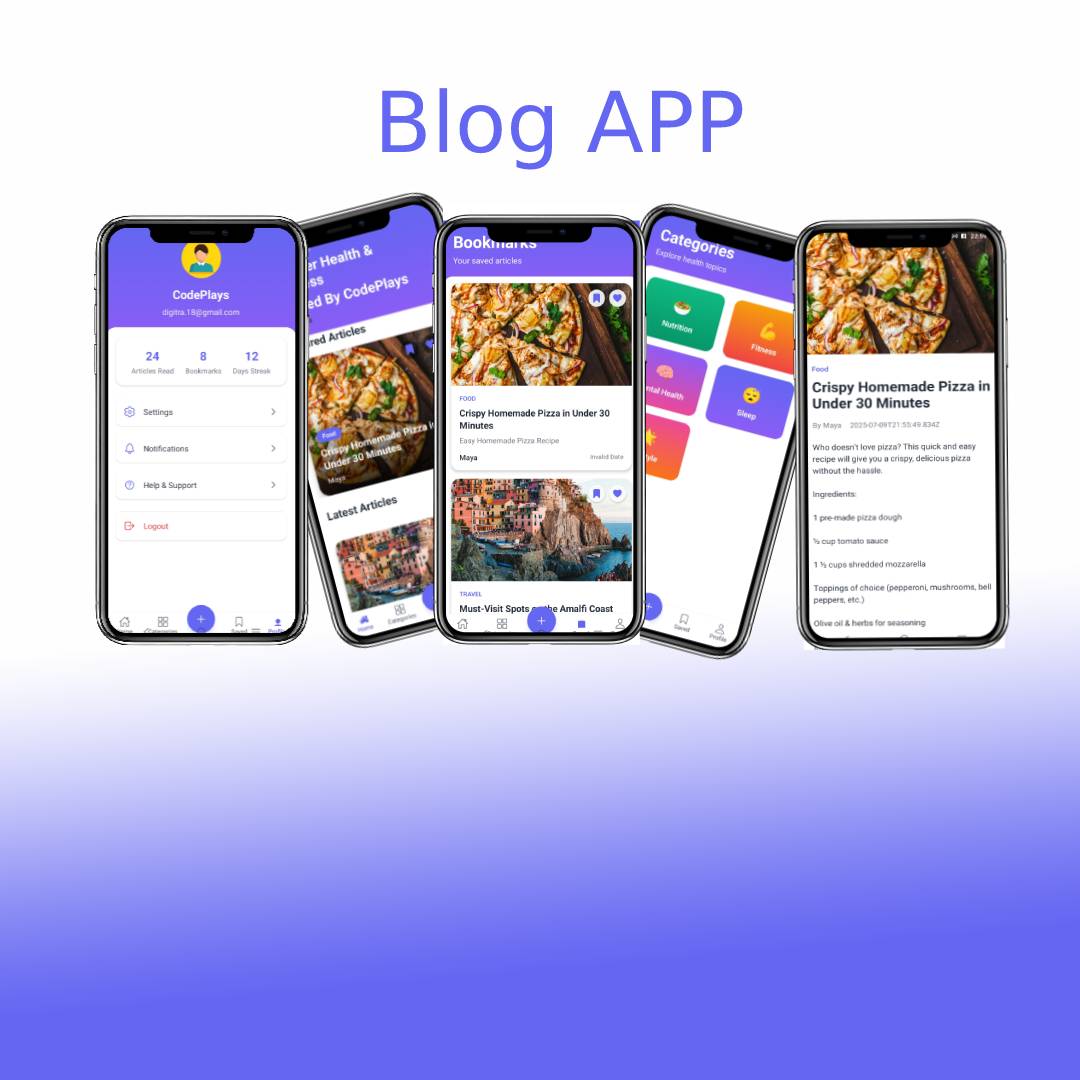 Blog APP
CodePlays
digitra.18@gmail.com
24
8
12
Articles Read
Bookmarks
Days Streak
Settings
Notifications
Help & Support
Logout
Categories
Saved
er Health &
ss
ed By CodePlays
red Articles
Food
Crispy Homemade Pizza in
Under 30 Minutes
Maya
Latest Articles
Home
Categories
Bookmarks
Your saved articles
FOOD
Crispy Homemade Pizza in Under 30
Minutes
Easy Homemade Pizza Recipe
Maya
Invalid Date
TRAVEL
Must-Visit Spots on the Amalfi Coast
Categories
Explore health topics
Nutrition
Fitness
ntal Health
Sleep
tyle
Saved
Profile
Food
Crispy Homemade Pizza in
Under 30 Minutes
By Maya 2025-07-09T21:55:49.834Z
Who doesn't love pizza? This quick and easy
recipe will give you a crispy, delicious pizza
without the hassle.
Ingredients:
1 pre-made pizza dough
½ cup tomato sauce
1 ½ cups shredded mozzarella
Toppings of choice (pepperoni, mushrooms, bell
peppers, etc.)
Olive oil & herbs for seasoning